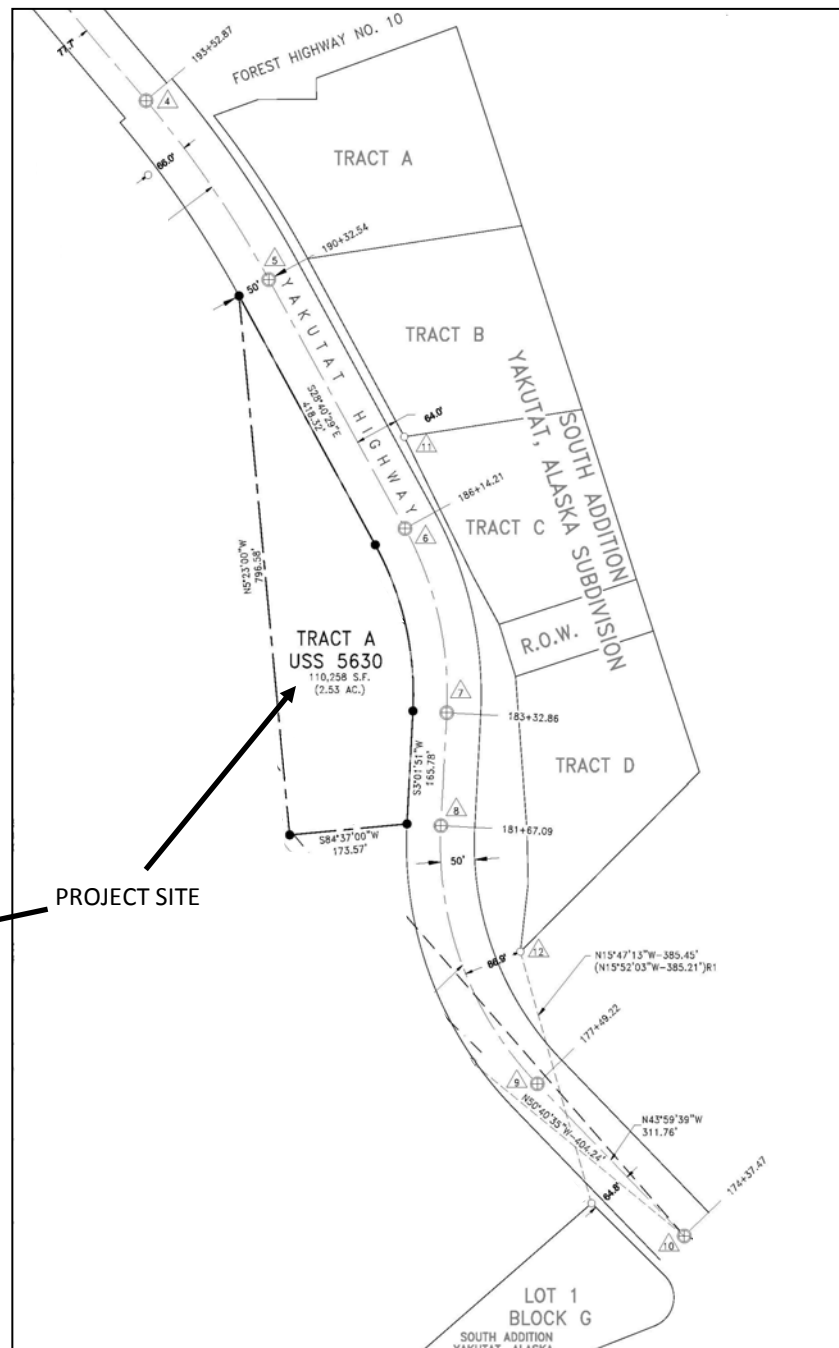 77.7'
193+52.87
4
FOREST HIGHWAY NO. 10
66.0'
TRACT A
5
190+32.54
50'
YAKUTAT HIGHWAY
TRACT B
S28°40'29"E
418.32'
64.0'
11
SOUTH ADDITION
YAKUTAT, ALASKA SUBDIVISION
186+14.21
6
TRACT C
N5°23'00"W
796.58'
R.O.W.
TRACT A
USS 5630
110,258 S.F.
(2.53 AC.)
7
183+32.86
S3°01'51"W
165.78'
TRACT D
8
181+67.09
S84°37'00"W
173.57'
50'
PROJECT SITE
12
66.9'
N15°47'13"W-385.45'
(N15°52'03"W-385.21')R1
177+49.22
9
N50°40'35"W-404.24'
N43°59'39"W
311.76'
174+37.47
64.8'
10
LOT 1
BLOCK G
SOUTH ADDITION
YAKUTAT, ALASKA